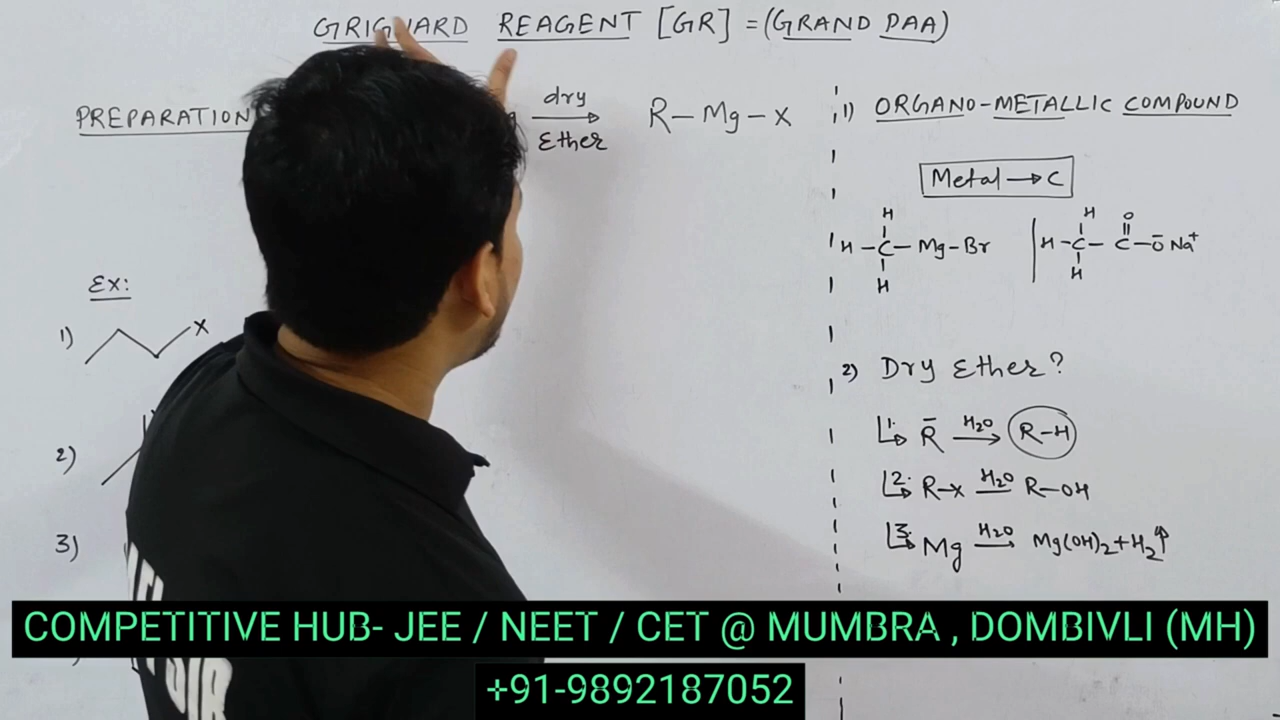 GRIGUARD REAGENT [GR] = (GRAND PAA)
PREPARATION
dry
Ether
R–Mg–X
Ex:
1)
X
2)
3)
1) ORGANO-METALLIC COMPOUND
Metal → C
H
H–C–Mg–Br
H
H O
H–C–C–O⁻ Na⁺
H
2) Dry Ether?
1. R⁻ H₂O → R–H
2. R–X H₂O R–OH
3. Mg H₂O → Mg(OH)₂+H₂↑
COMPETITIVE HUB- JEE / NEET / CET @ MUMBRA , DOMBIVLI (MH)
+91-9892187052